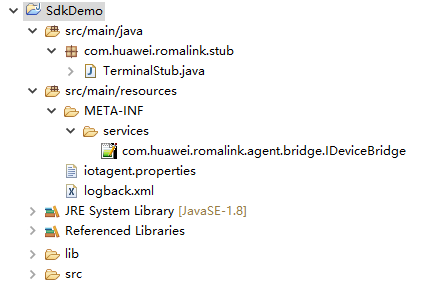 SdkDemo
src/main/java
com.huawei.romalink.stub
TerminalStub.java
src/main/resources
META-INF
services
com.huawei.romalink.agent.bridge.IDeviceBridge
iotagent.properties
logback.xml
JRE System Library [JavaSE-1.8]
Referenced Libraries
lib
src